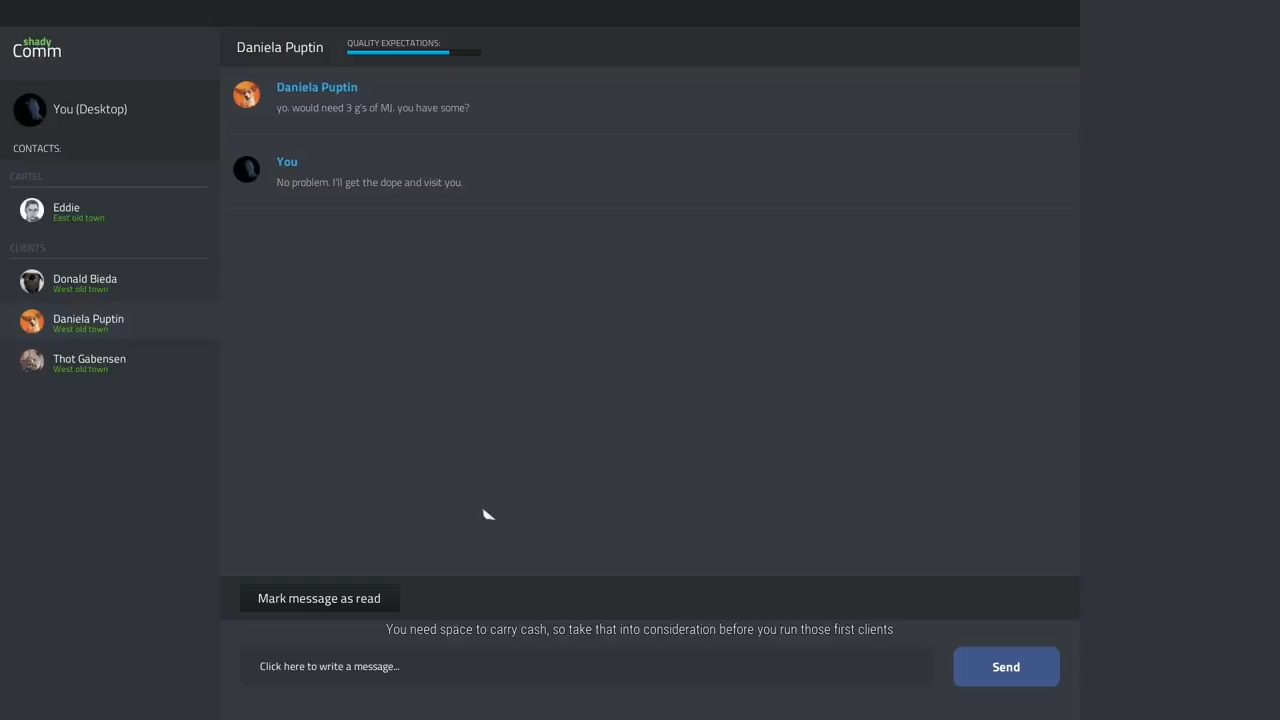 shady
Comm
You (Desktop)
CONTACTS:
CARTEL
Eddie
East old town
CLIENTS
Donald Bieda
West old town
Daniela Puptin
West old town
Thot Gabensen
West old town
Daniela Puptin
QUALITY EXPECTATIONS:
Daniela Puptin
yo. would need 3 g's of MJ. you have some?
You
No problem. I'll get the dope and visit you.
Mark message as read
You need space to carry cash, so take that into consideration before you run those first clients
Click here to write a message...
Send